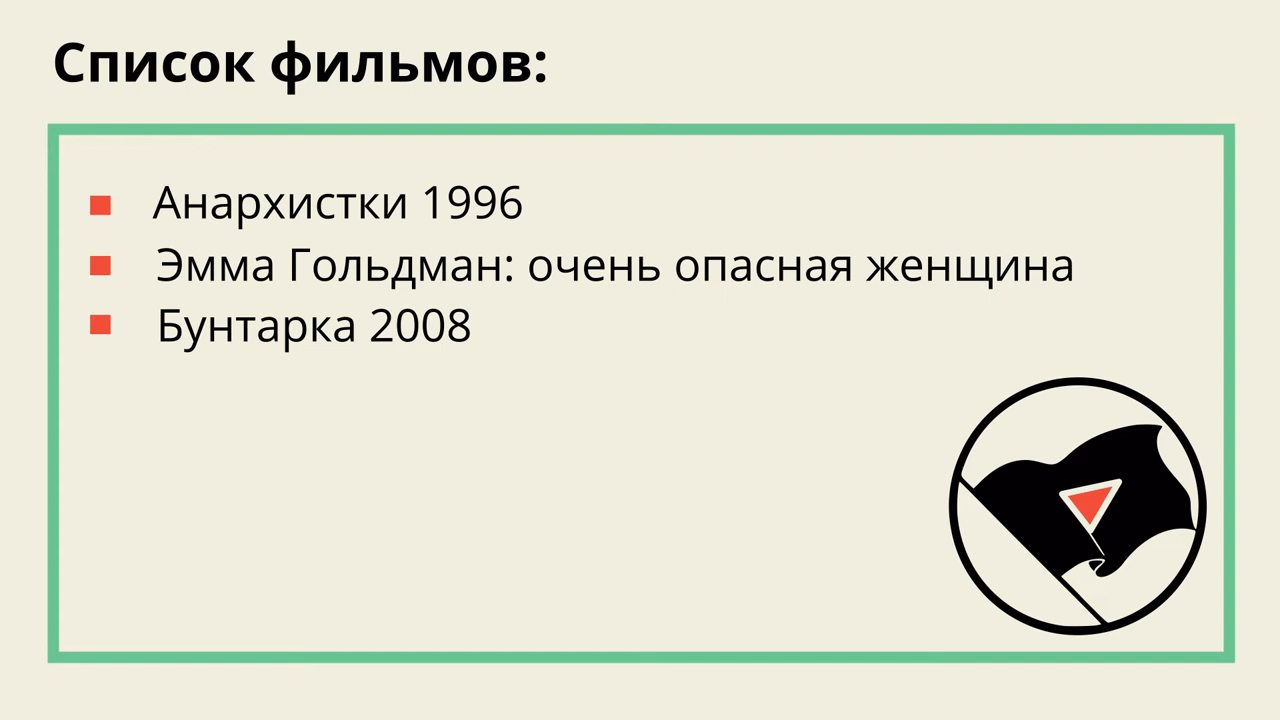 Список фильмов:
Анархистки 1996
Эмма Гольдман: очень опасная женщина
Бунтарка 2008